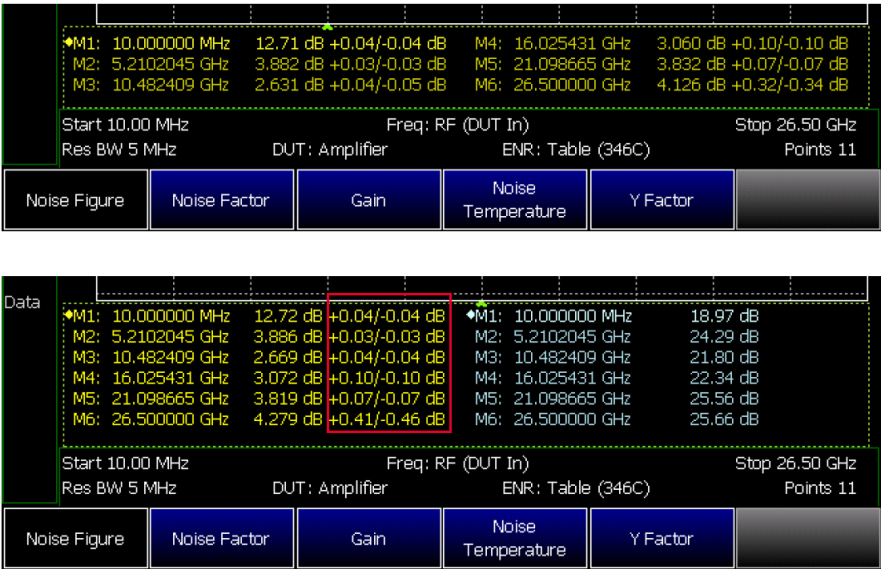 M1: 10.000000 MHz 12.71 dB +0.04/-0.04 dB M4: 16.025431 GHz 3.060 dB +0.10/-0.10 dB
M2: 5.2102045 GHz 3.882 dB +0.03/-0.03 dB M5: 21.098665 GHz 3.832 dB +0.07/-0.07 dB
M3: 10.482409 GHz 2.631 dB +0.04/-0.05 dB M6: 26.500000 GHz 4.126 dB +0.32/-0.34 dB
Start 10.00 MHz Freq: RF (DUT In) Stop 26.50 GHz
Res BW 5 MHz DUT: Amplifier ENR: Table (346C) Points 11
Noise Figure Noise Factor Gain Noise Temperature Y Factor
Data
M1: 10.000000 MHz 12.72 dB +0.04/-0.04 dB M1: 10.000000 MHz 18.97 dB
M2: 5.2102045 GHz 3.886 dB +0.03/-0.03 dB M2: 5.2102045 GHz 24.29 dB
M3: 10.482409 GHz 2.669 dB +0.04/-0.04 dB M3: 10.482409 GHz 21.80 dB
M4: 16.025431 GHz 3.072 dB +0.10/-0.10 dB M4: 16.025431 GHz 22.34 dB
M5: 21.098665 GHz 3.819 dB +0.07/-0.07 dB M5: 21.098665 GHz 25.56 dB
M6: 26.500000 GHz 4.279 dB +0.41/-0.46 dB M6: 26.500000 GHz 25.66 dB
Start 10.00 MHz Freq: RF (DUT In) Stop 26.50 GHz
Res BW 5 MHz DUT: Amplifier ENR: Table (346C) Points 11
Noise Figure Noise Factor Gain Noise Temperature Y Factor